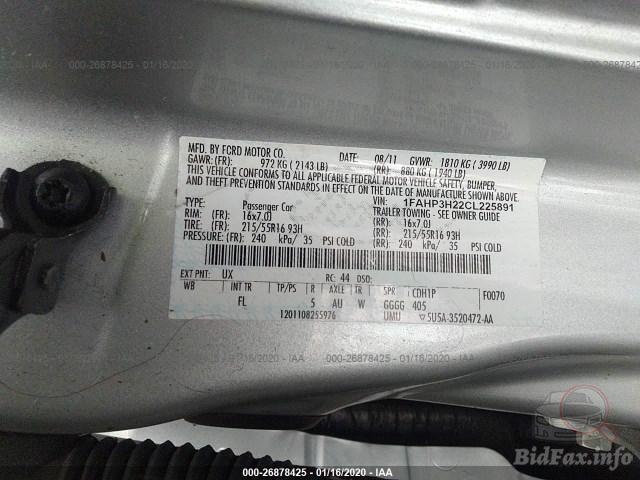 000-26878425 - 01/16/2020 - IAA
MFD. BY FORD MOTOR CO. DATE: 08/11 GVWR: 1810 KG ( 3990 LB)
GAWR: (FR): 972 KG ( 2143 LB) (RR): 880 KG ( 1940 LB)
THIS VEHICLE CONFORMS TO ALL APPLICABLE FEDERAL MOTOR VEHICLE SAFETY, BUMPER,
AND THEFT PREVENTION STANDARDS IN EFFECT ON THE DATE OF MANUFACTURE SHOWN ABOVE.
VIN: 1FAHP3H22CL225891
TYPE: Passenger Car TRAILER TOWING - SEE OWNER GUIDE
RIM: (FR) 16x7.0J (RR): 16x7.0J
TIRE: (FR) 215/55R16 93H (RR): 215/55R16 93H
PRESSURE: (FR) 240 kPa/ 35 PSI COLD (RR) 240 kPa/ 35 PSI COLD
EXT PNT: UX RC: 44 DSO:
WB INT TR TP/PS R AXLE TR SPR CDH1P F0070
FL 5 AU W GGGG 405
1201108255976 UMU ▽5U5A-3520472-AA
000-26878425 - 01/16/2020 - IAA
BidFax.info